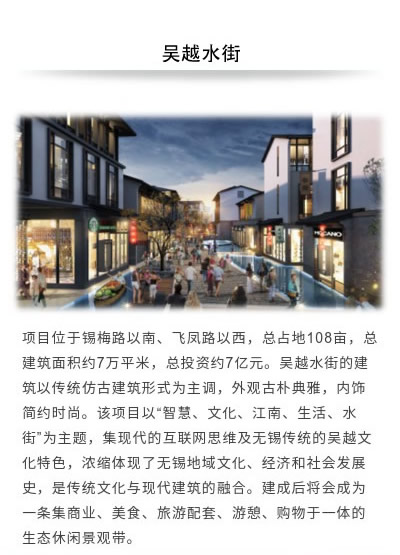 吴越水街
项目位于锡梅路以南、飞凤路以西，总占地108亩，总
建筑面积约7万平米，总投资约7亿元。吴越水街的建
筑以传统仿古建筑形式为主调，外观古朴典雅，内饰
简约时尚。该项目以“智慧、文化、江南、生活、水
街”为主题，集现代的互联网思维及无锡传统的吴越文
化特色，浓缩体现了无锡地域文化、经济和社会发展
史，是传统文化与现代建筑的融合。建成后将会成为
一条集商业、美食、旅游配套、游憩、购物于一体的
生态休闲景观带。